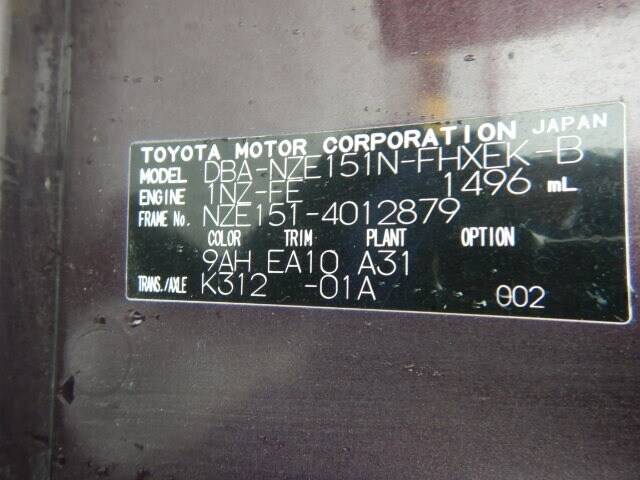 TOYOTA MOTOR CORPORATION JAPAN
MODEL DBA-NZE151N-FHXEK-B
ENGINE 1NZ-FE 1496 mL
FRAME No. NZE151-4012879
COLOR TRIM PLANT OPTION
9AH EA10 A31
TRANS./AXLE K312 -01A 002